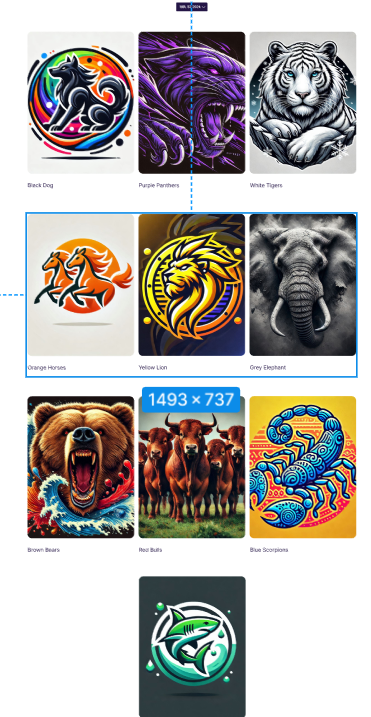 Black Dog
Purple Panthers
White Tigers
Orange Horses
Yellow Lion
Grey Elephant
1493 × 737
Brown Bears
Red Bulls
Blue Scorpions